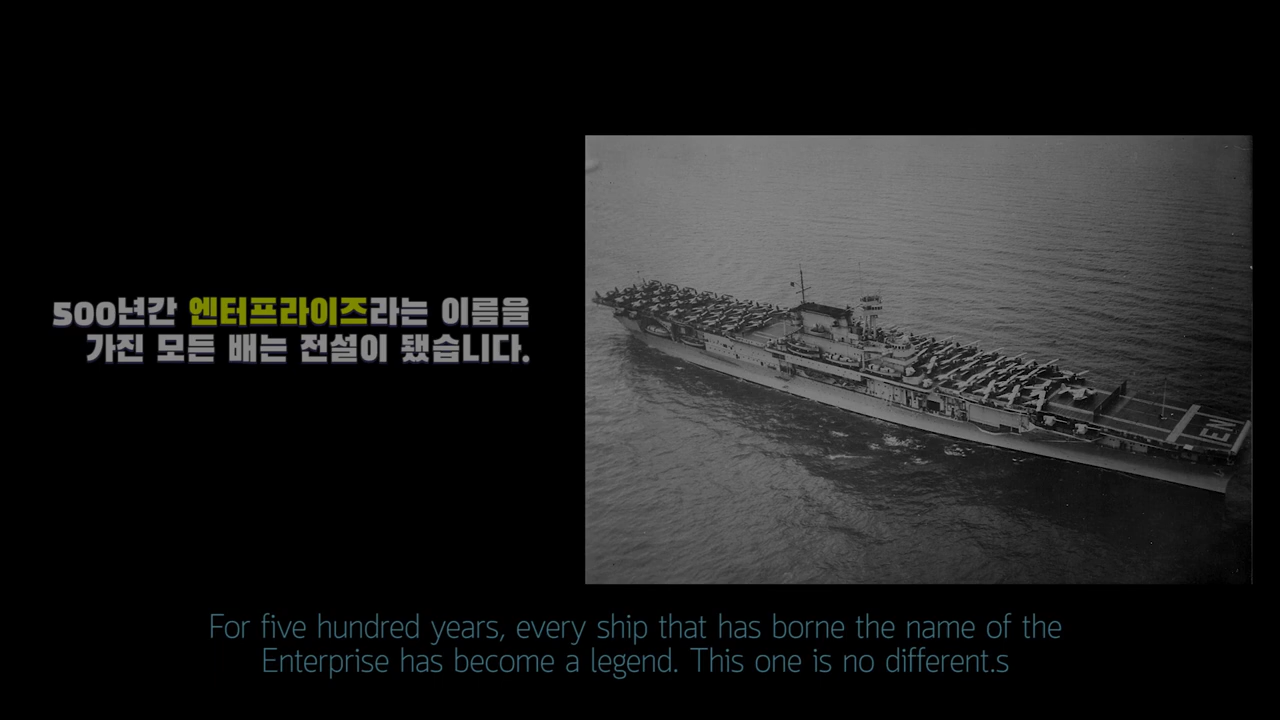 500년간 엔터프라이즈라는 이름을
가진 모든 배는 전설이 됐습니다.
EN
For five hundred years, every ship that has borne the name of the
Enterprise has become a legend. This one is no different.s